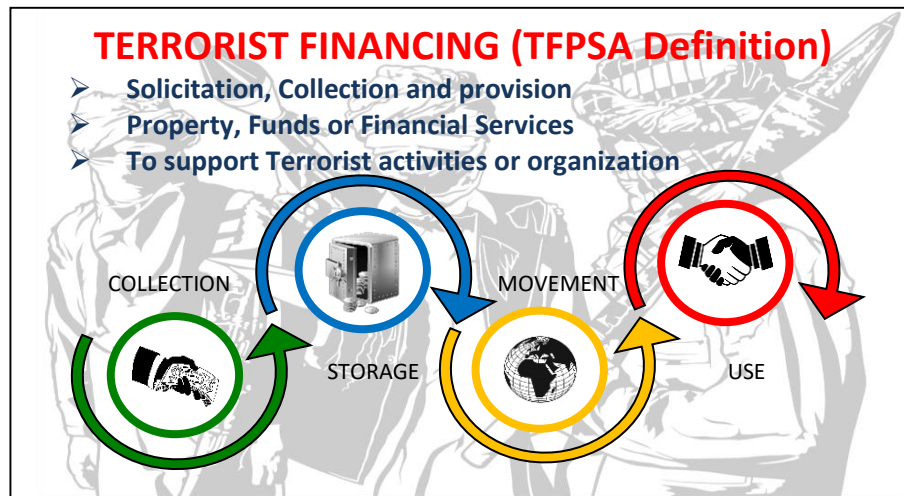 TERRORIST FINANCING (TFPSA Definition)
➢ Solicitation, Collection and provision
➢ Property, Funds or Financial Services
➢ To support Terrorist activities or organization
COLLECTION
MOVEMENT
STORAGE
USE